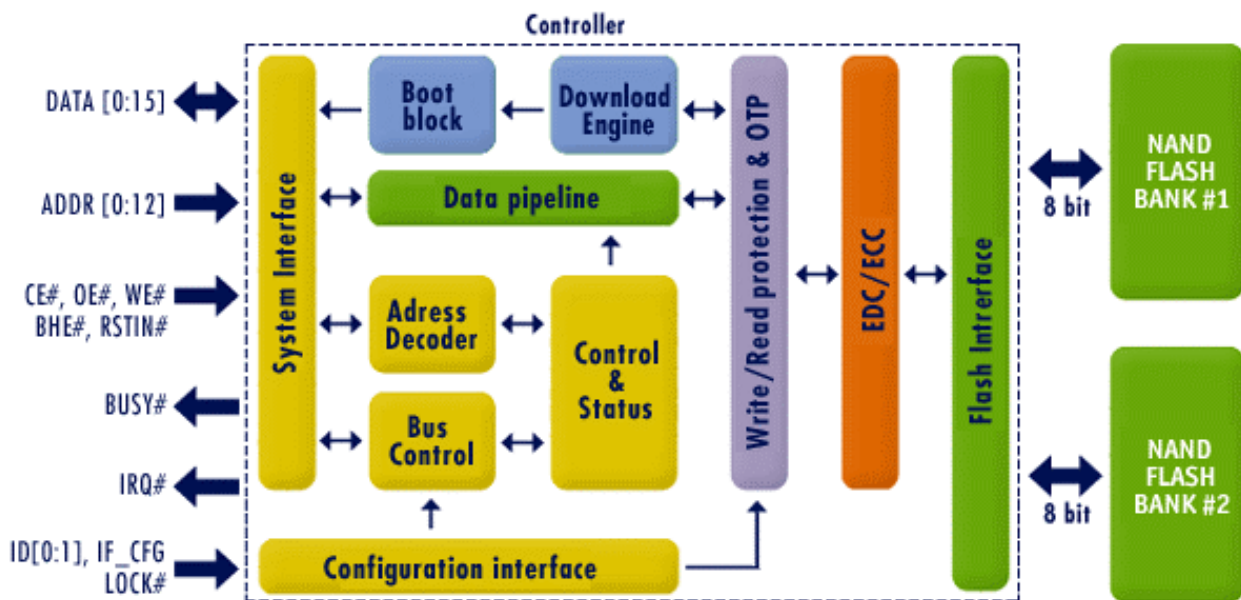 Controller
DATA [0:15]
ADDR [0:12]
CE#, OE#, WE#
BHE#, RSTIN#
BUSY#
IRQ#
ID[0:1], IF_CFG
LOCK#
System Interface
Boot
block
Download
Engine
Data pipeline
Adress
Decoder
Bus
Control
Control
&
Status
Configuration interface
Write/Read protection & OTP
EDC/ECC
Flash Intrerface
8 bit
8 bit
NAND
FLASH
BANK #1
NAND
FLASH
BANK #2